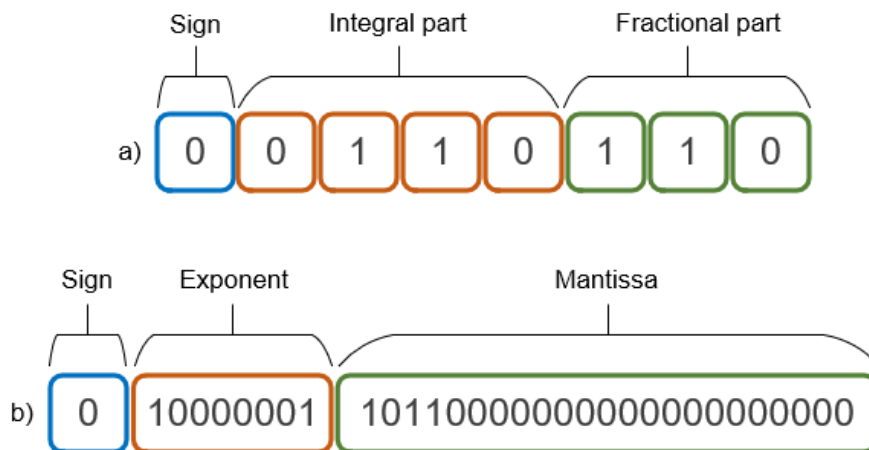 Sign Integral part Fractional part
a) 0 0 1 1 0 1 1 0
Sign Exponent Mantissa
b) 0 10000001 10110000000000000000000